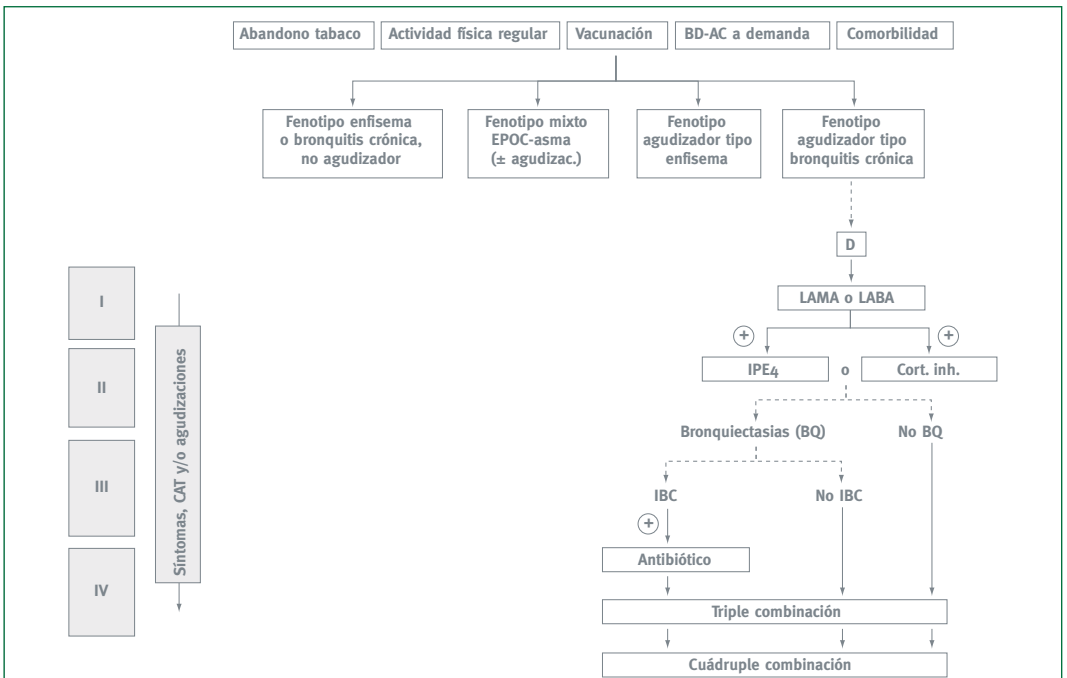 Abandono tabaco
Actividad física regular
Vacunación
BD-AC a demanda
Comorbilidad
Fenotipo enfisema
o bronquitis crónica,
no agudizador
Fenotipo mixto
EPOC-asma
(± agudizac.)
Fenotipo
agudizador tipo
enfisema
Fenotipo
agudizador tipo
bronquitis crónica
D
I
LAMA o LABA
+
+
Síntomas, CAT y/o agudizaciones
IPE4
o
Cort. inh.
II
Bronquiectasias (BQ)
No BQ
III
IBC
No IBC
+
Antibiótico
IV
Triple combinación
Cuádruple combinación